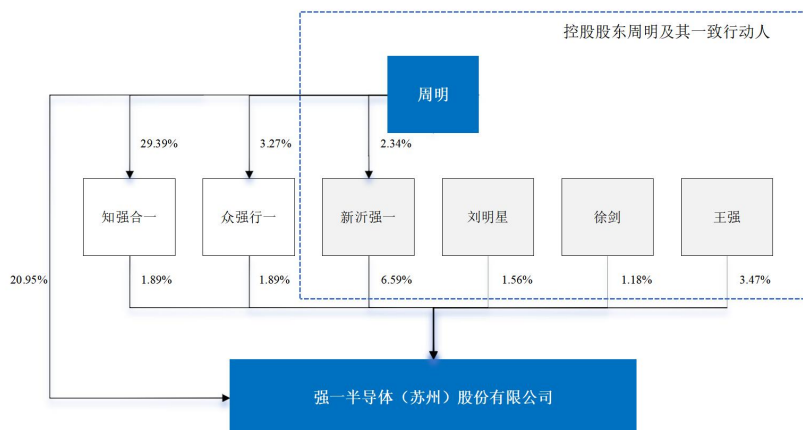 控股股东周明及其一致行动人
周明
29.39%
3.27%
2.34%
知强合一
众强行一
新沂强一
刘明星
徐剑
王强
20.95%
1.89%
1.89%
6.59%
1.56%
1.18%
3.47%
强一半导体（苏州）股份有限公司